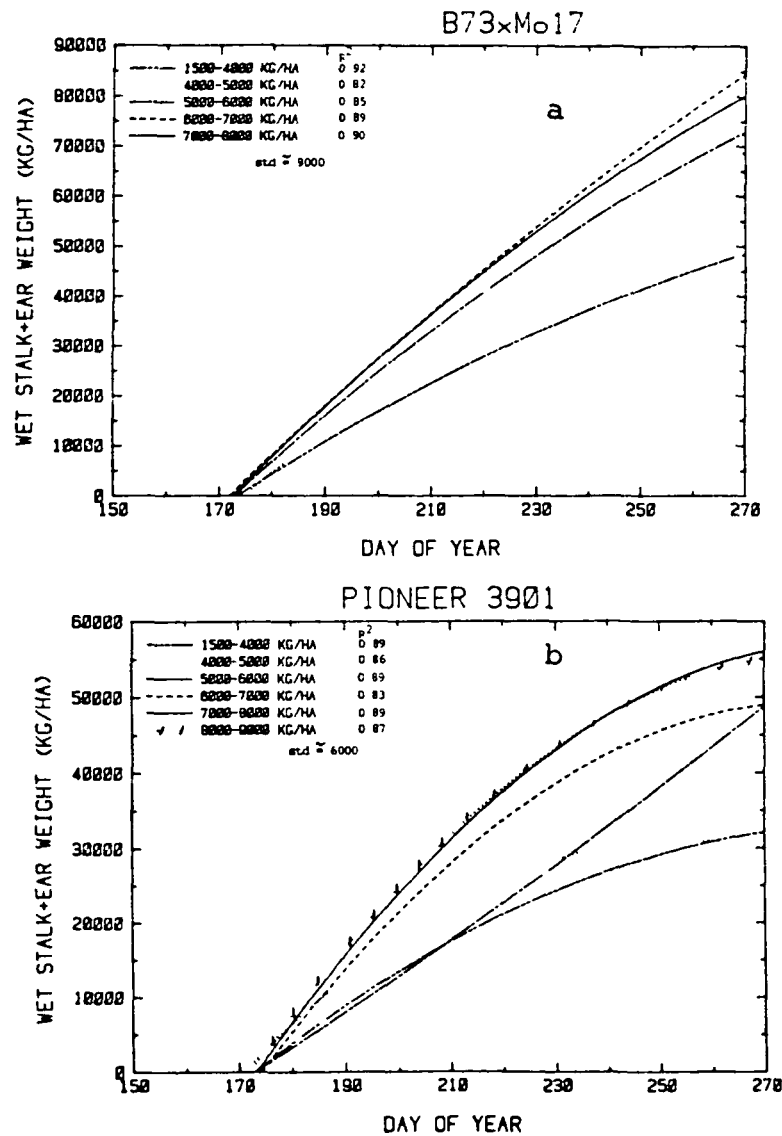 B73xMo17
a
R²
1500-4000 KG/HA 0 92
4000-5000 KG/HA 0 82
5000-6000 KG/HA 0 85
6000-7000 KG/HA 0 89
7000-8000 KG/HA 0 90
std ≈ 9000
90000
80000
70000
60000
50000
40000
30000
20000
10000
0
WET STALK+EAR WEIGHT (KG/HA)
150 170 190 210 230 250 270
DAY OF YEAR
PIONEER 3901
b
R²
1500-4000 KG/HA 0 89
4000-5000 KG/HA 0 86
5000-6000 KG/HA 0 89
6000-7000 KG/HA 0 83
7000-8000 KG/HA 0 89
8000-9000 KG/HA 0 87
std ≈ 6000
60000
50000
40000
30000
20000
10000
0
WET STALK+EAR WEIGHT (KG/HA)
150 170 190 210 230 250 270
DAY OF YEAR